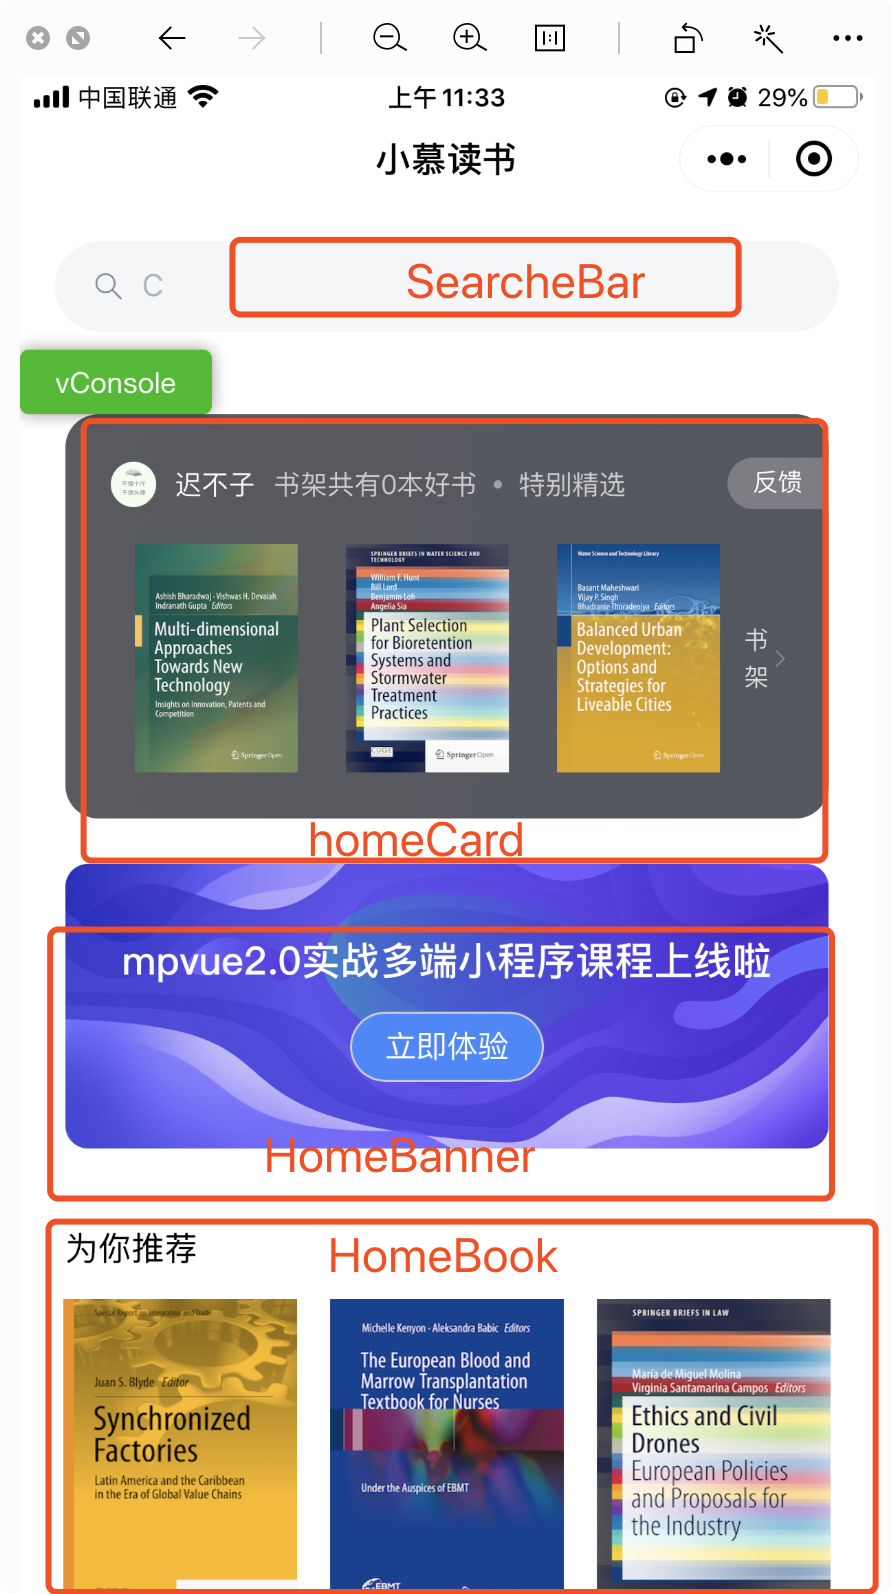 中国联通
上午 11:33
29%
小慕读书
C
SearcheBar
vConsole
迟不子 书架共有0本好书 • 特别精选
反馈
Ashish Bharadwaj · Vishwas H. Devaiah
Indranath Gupta Editors
Multi-dimensional
Approaches
Towards New
Technology
Insights on Innovation, Patents and
Competition
Springer Open
SPRINGER BRIEFS IN WATER SCIENCE AND
TECHNOLOGY
William F. Hunt
Bill Lord
Benjamin Loh
Angelia Sia
Plant Selection
for Bioretention
Systems and
Stormwater
Treatment
Practices
CUGE
Springer Open
Water Science and Technology Library
Basant Maheshwari
Vijay P. Singh
Bhadranie Thoradeniya Editors
Balanced Urban
Development:
Options and
Strategies for
Liveable Cities
Springer Open
书
架
homeCard
mpvue2.0实战多端小程序课程上线啦
立即体验
HomeBanner
为你推荐
HomeBook
Special Report on Integration and Trade
Juan S. Blyde Editor
Synchronized
Factories
Latin America and the Caribbean
in the Era of Global Value Chains
Michelle Kenyon · Aleksandra Babic Editors
The European Blood and
Marrow Transplantation
Textbook for Nurses
Under the Auspices of EBMT
EBMT
SPRINGER BRIEFS IN LAW
María de Miguel Molina
Virginia Santamarina Campos Editors
Ethics and Civil
Drones
European Policies
and Proposals for
the Industry